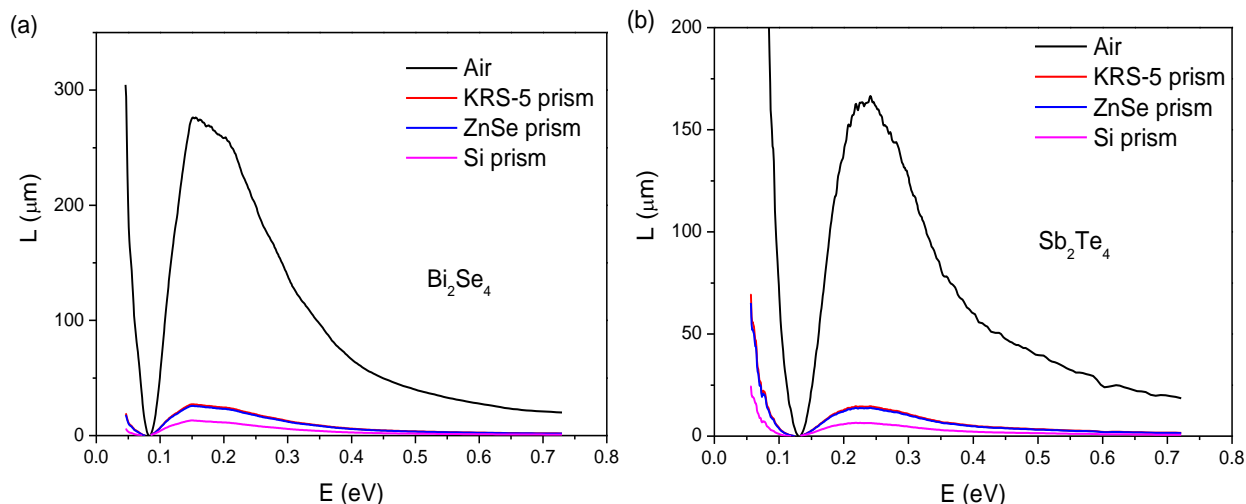 (a)
300
200
100
0
L (μm)
0.0 0.1 0.2 0.3 0.4 0.5 0.6 0.7 0.8
E (eV)
Air
KRS-5 prism
ZnSe prism
Si prism
Bi₂Se₄
(b)
200
150
100
50
0
L (μm)
0.0 0.1 0.2 0.3 0.4 0.5 0.6 0.7 0.8
E (eV)
Air
KRS-5 prism
ZnSe prism
Si prism
Sb₂Te₄